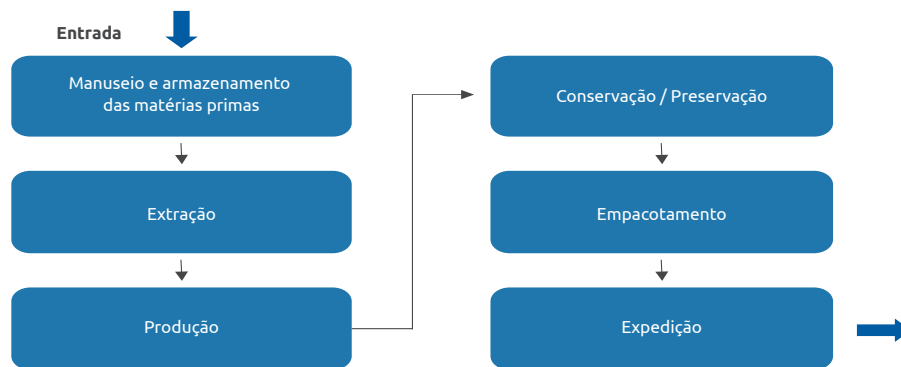 Entrada
Manuseio e armazenamento
das matérias primas
Extração
Produção
Conservação / Preservação
Empacotamento
Expedição